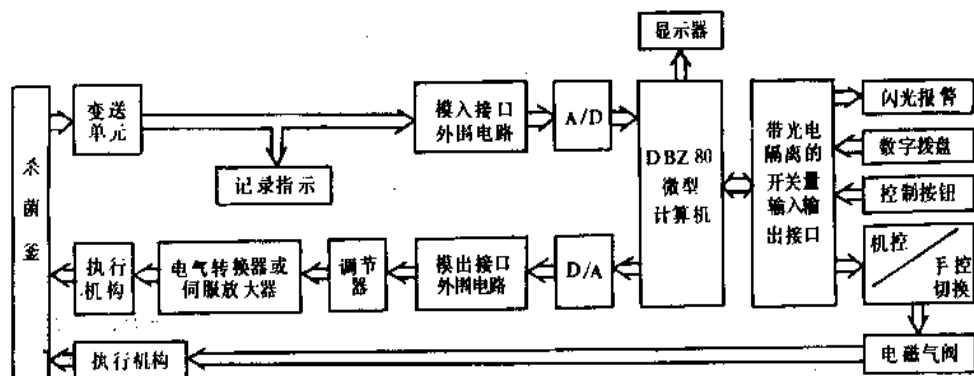 显示器
杀菌釜
变送
单元
模入接口
外围电路
A/D
DBZ80
微型
计算机
带光电
隔离的
开关量
输入输
出接口
闪光报警
数字拨盘
控制按钮
记录指示
执行
机构
电气转换器或
伺服放大器
调节
器
模出接口
外围电路
D/A
机控
手控
切换
执行机构
电磁气阀